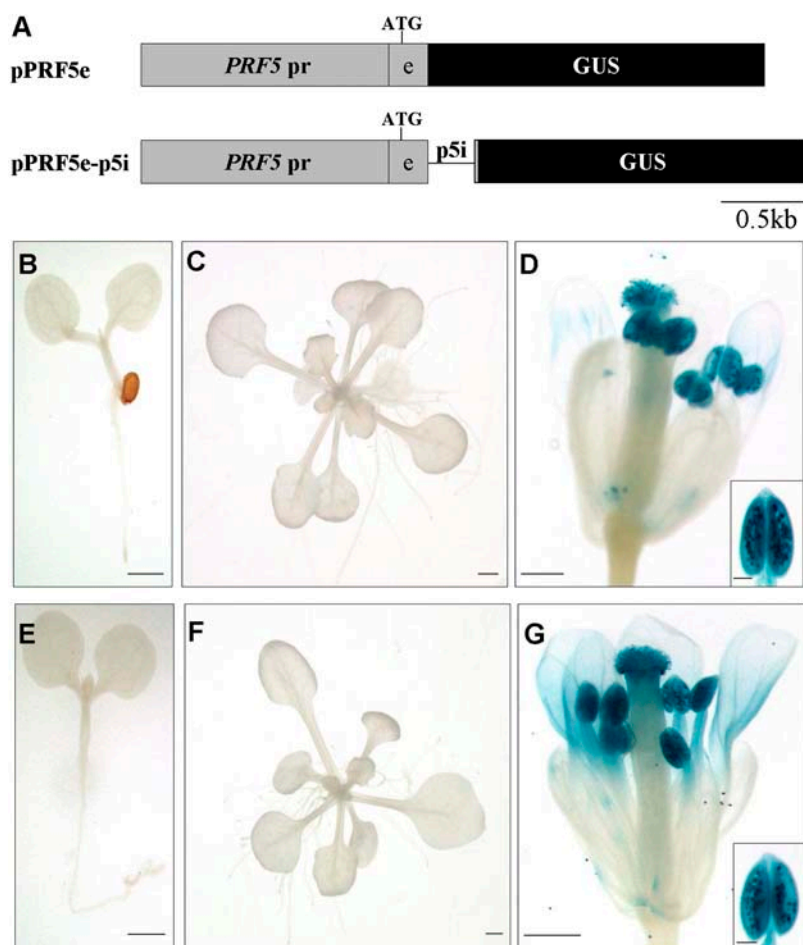 A
ATG
pPRF5e
PRF5 pr
e
GUS
ATG
pPRF5e-p5i
PRF5 pr
e
p5i
GUS
0.5kb
B
C
D
E
F
G